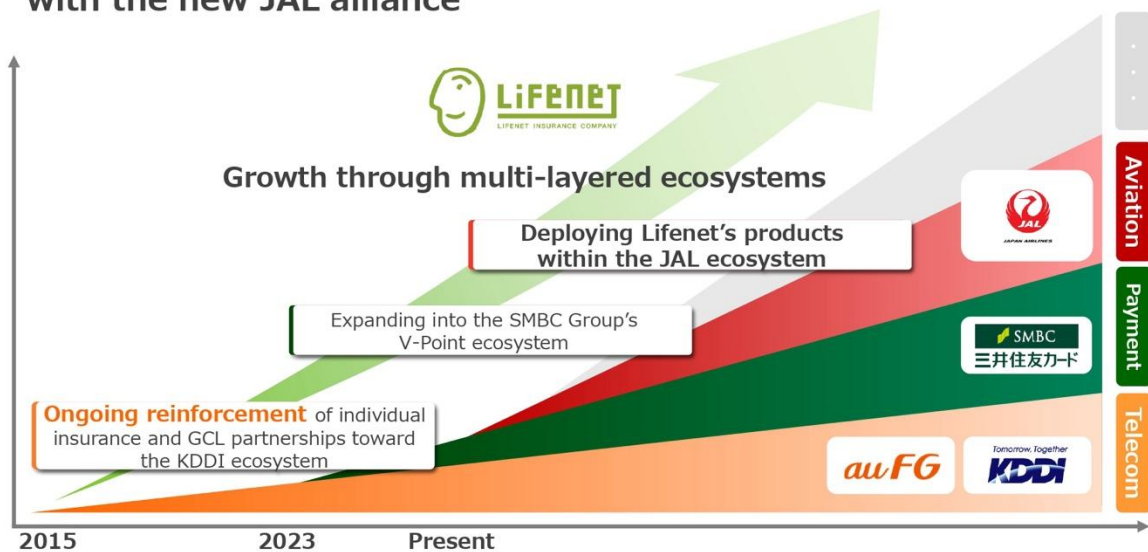 with the new JAL alliance
LiFENET
LIFENET INSURANCE COMPANY
Growth through multi-layered ecosystems
Deploying Lifenet's products
within the JAL ecosystem
Expanding into the SMBC Group's
V-Point ecosystem
Ongoing reinforcement of individual
insurance and GCL partnerships toward
the KDDI ecosystem
JAL
JAPAN AIRLINES
SMBC
三井住友カード
au FG
Tomorrow, Together
KDDI
. . .
Aviation
Payment
Telecom
2015
2023
Present